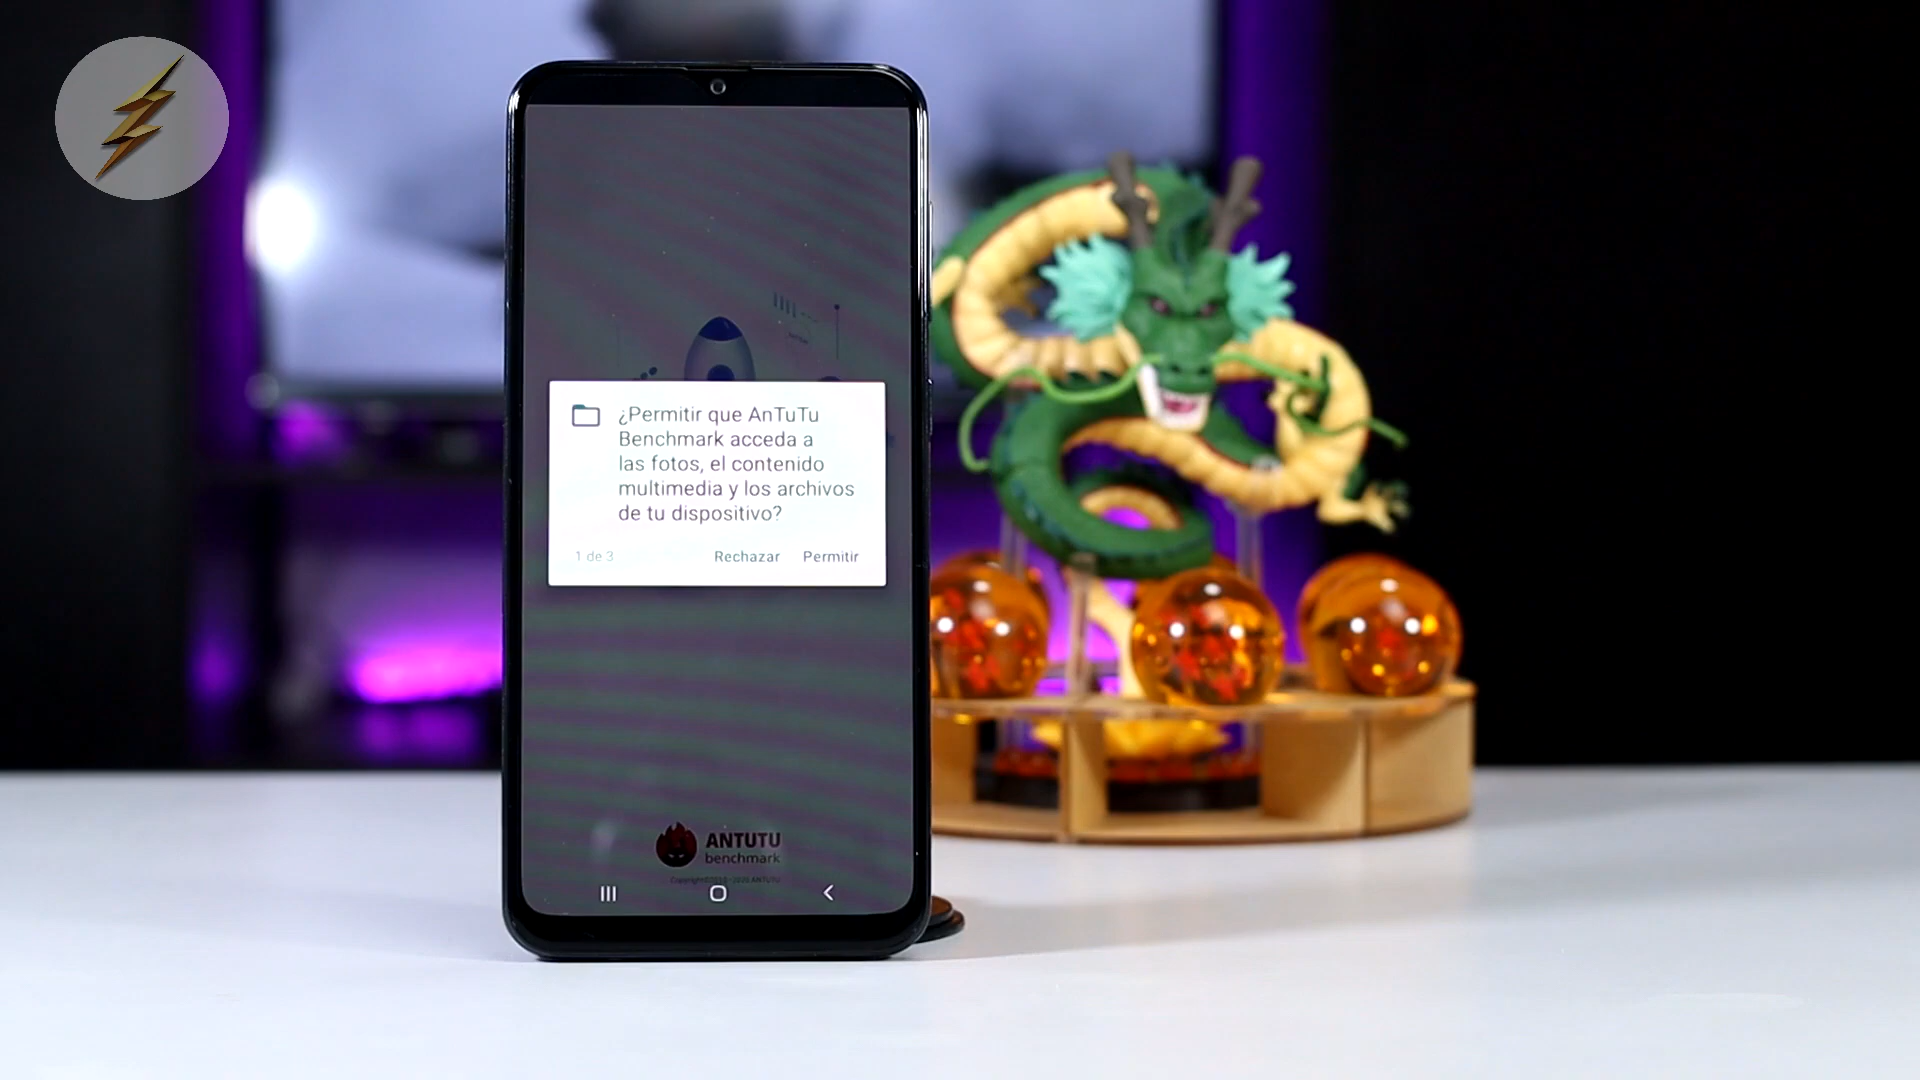 ¿Permitir que AnTuTu
Benchmark acceda a
las fotos, el contenido
multimedia y los archivos
de tu dispositivo?
1 de 3
Rechazar
Permitir
ANTUTU
benchmark